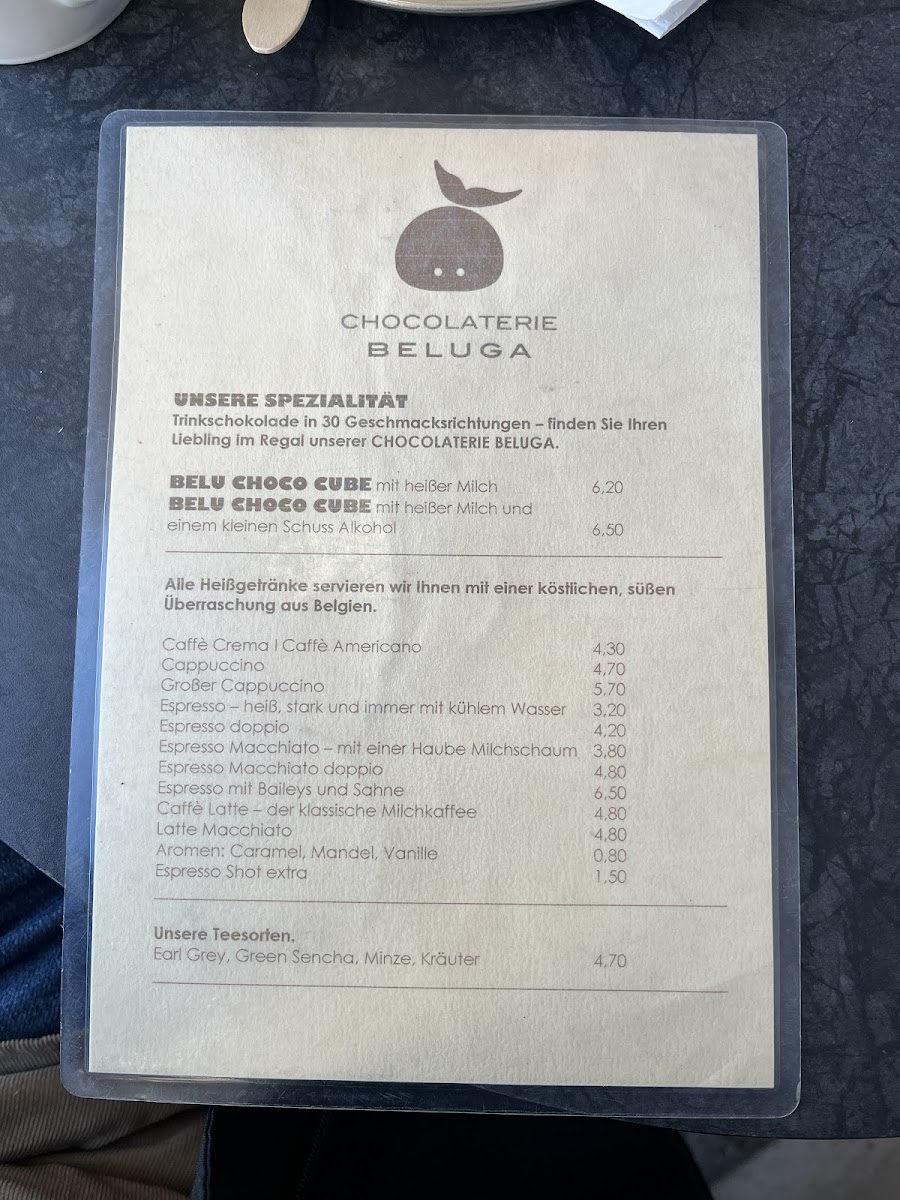 CHOCOLATERIE
BELUGA
UNSERE SPEZIALITÄT
Trinkschokolade in 30 Geschmacksrichtungen – finden Sie Ihren
Liebling im Regal unserer CHOCOLATERIE BELUGA.
BELU CHOCO CUBE mit heißer Milch 6,20
BELU CHOCO CUBE mit heißer Milch und
einem kleinen Schuss Alkohol 6,50
Alle Heißgetränke servieren wir Ihnen mit einer köstlichen, süßen
Überraschung aus Belgien.
Caffè Crema I Caffè Americano 4,30
Cappuccino 4,70
Großer Cappuccino 5,70
Espresso – heiß, stark und immer mit kühlem Wasser 3,20
Espresso doppio 4,20
Espresso Macchiato – mit einer Haube Milchschaum 3,80
Espresso Macchiato doppio 4,80
Espresso mit Baileys und Sahne 6,50
Caffè Latte – der klassische Milchkaffee 4,80
Latte Macchiato 4,80
Aromen: Caramel, Mandel, Vanille 0,80
Espresso Shot extra 1,50
Unsere Teesorten.
Earl Grey, Green Sencha, Minze, Kräuter 4,70